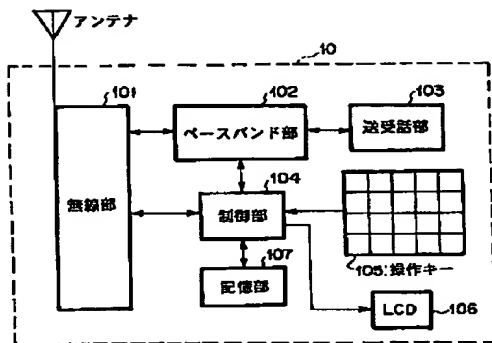 アンテナ
10
101
102
103
ベースバンド部
送受話部
104
無線部
制御部
107
105:操作キー
記憶部
LCD
106